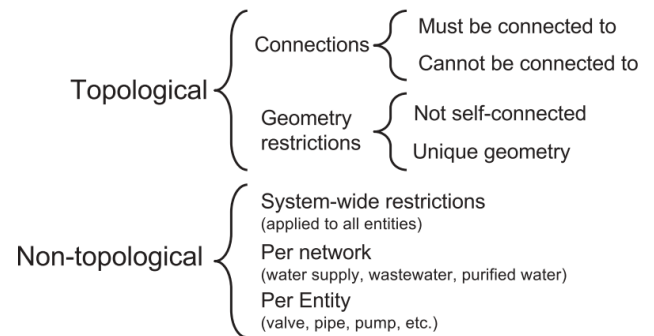 Topological
Connections
Must be connected to
Cannot be connected to
Geometry
restrictions
Not self-connected
Unique geometry
Non-topological
System-wide restrictions
(applied to all entities)
Per network
(water supply, wastewater, purified water)
Per Entity
(valve, pipe, pump, etc.)